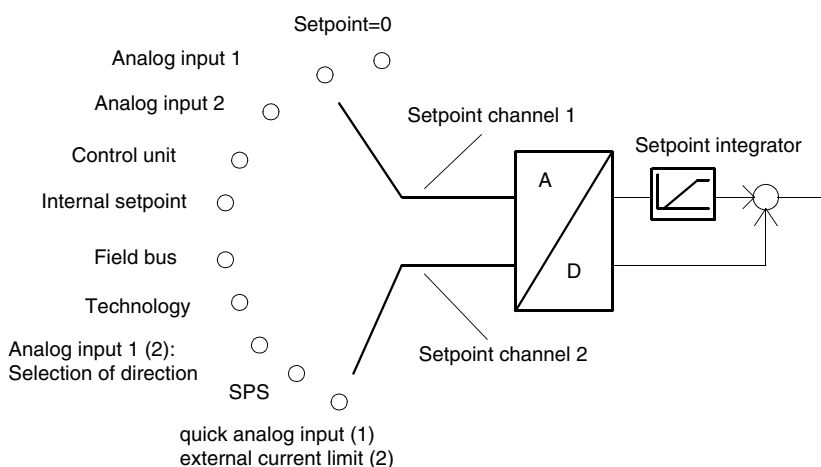 Setpoint=0
Analog input 1
Analog input 2
Setpoint channel 1
Control unit
Setpoint integrator
Internal setpoint
A
Field bus
D
Technology
Analog input 1 (2):
Selection of direction
Setpoint channel 2
SPS
quick analog input (1)
external current limit (2)